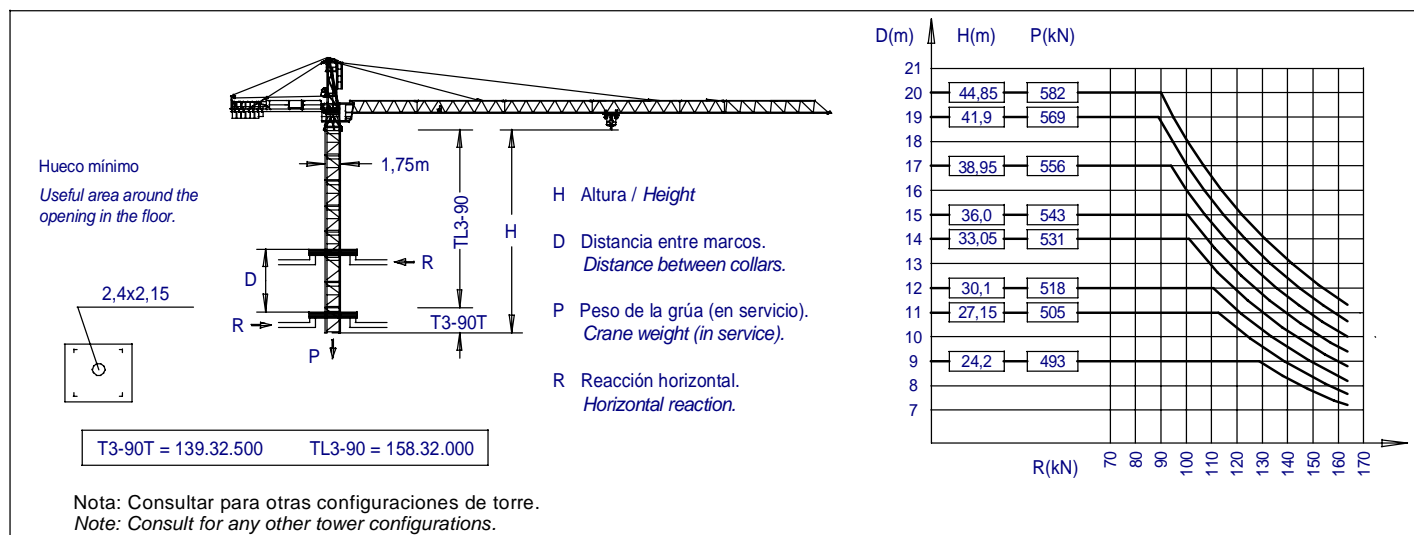 Hueco mínimo
Useful area around the
opening in the floor.
2,4x2,15
1,75m
TL3-90
H
D
R
R
T3-90T
P
H Altura / Height
D Distancia entre marcos.
Distance between collars.
P Peso de la grúa (en servicio).
Crane weight (in service).
R Reacción horizontal.
Horizontal reaction.
T3-90T = 139.32.500 TL3-90 = 158.32.000
Nota: Consultar para otras configuraciones de torre.
Note: Consult for any other tower configurations.
D(m) H(m) P(kN)
21
20 44,85 582
19 41,9 569
18
17 38,95 556
16
15 36,0 543
14 33,05 531
13
12 30,1 518
11 27,15 505
10
9 24,2 493
8
7
R(kN) 70 80 90 100 110 120 130 140 150 160 170